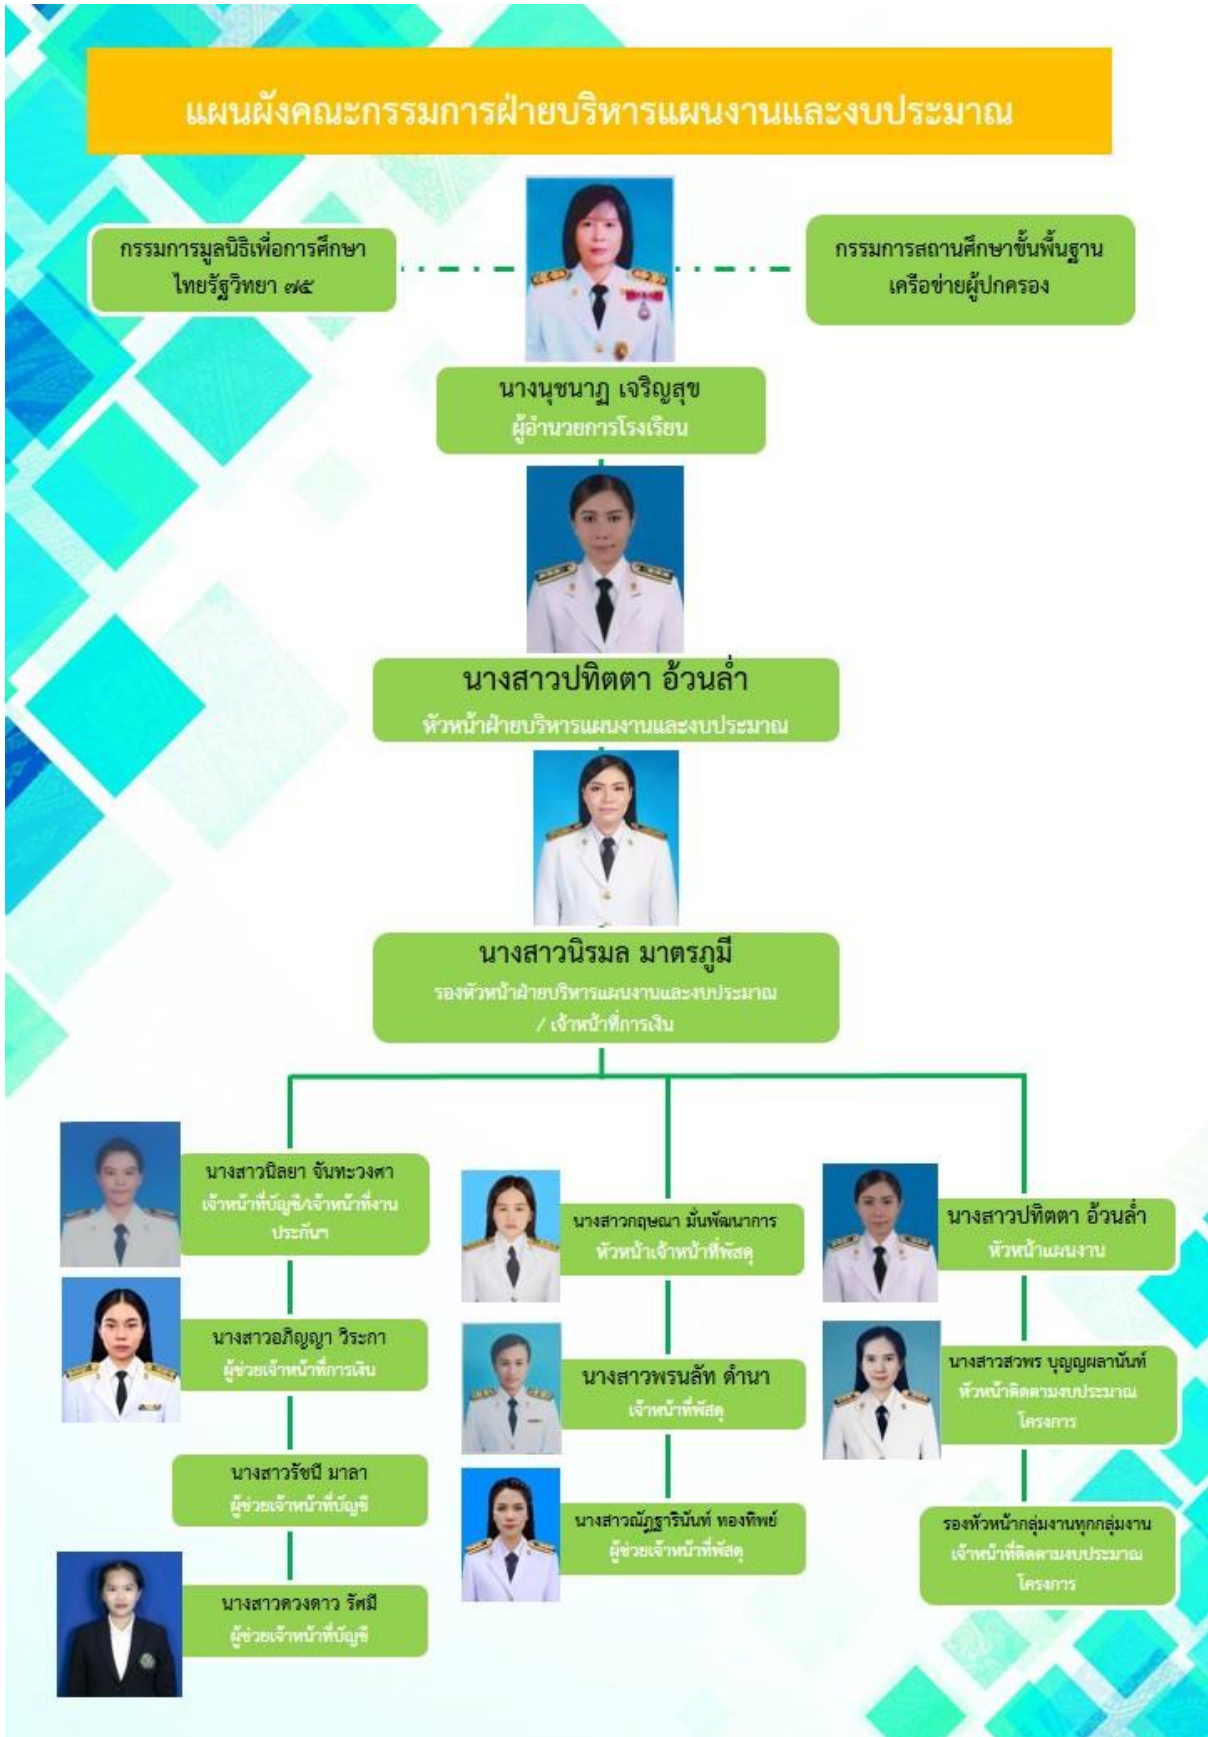 แผนผังคณะกรรมการฝ่ายบริหารแผนงานและงบประมาณ
กรรมการมูลนิธิเพื่อการศึกษา
ไทยรัฐวิทยา ๗๕
กรรมการสถานศึกษาขั้นพื้นฐาน
เครือข่ายผู้ปกครอง
นางนุชนาฏ เจริญสุข
ผู้อำนวยการโรงเรียน
นางสาวปทิตตา อ้วนล่ำ
หัวหน้าฝ่ายบริหารแผนงานและงบประมาณ
นางสาวนิรมล มาตรภูมี
รองหัวหน้าฝ่ายบริหารแผนงานและงบประมาณ
/ เจ้าหน้าที่การเงิน
นางสาวนิลยา จันทะวงศา
เจ้าหน้าที่บัญชี/เจ้าหน้าที่งาน
ประกันฯ
นางสาวอภิญญา วิระกา
ผู้ช่วยเจ้าหน้าที่การเงิน
นางสาวรัชนี มาลา
ผู้ช่วยเจ้าหน้าที่บัญชี
นางสาวดวงดาว รัศมี
ผู้ช่วยเจ้าหน้าที่บัญชี
นางสาวกฤษณา มั่นพัฒนาการ
หัวหน้าเจ้าหน้าที่พัสดุ
นางสาวพรนลัท ดำนา
เจ้าหน้าที่พัสดุ
นางสาวณัฎฐารินันท์ ทองทิพย์
ผู้ช่วยเจ้าหน้าที่พัสดุ
นางสาวปทิตตา อ้วนล่ำ
หัวหน้าแผนงาน
นางสาวสวพร บุญญผลานันท์
หัวหน้าติดตามงบประมาณ
โครงการ
รองหัวหน้ากลุ่มงานทุกกลุ่มงาน
เจ้าหน้าที่ติดตามงบประมาณ
โครงการ